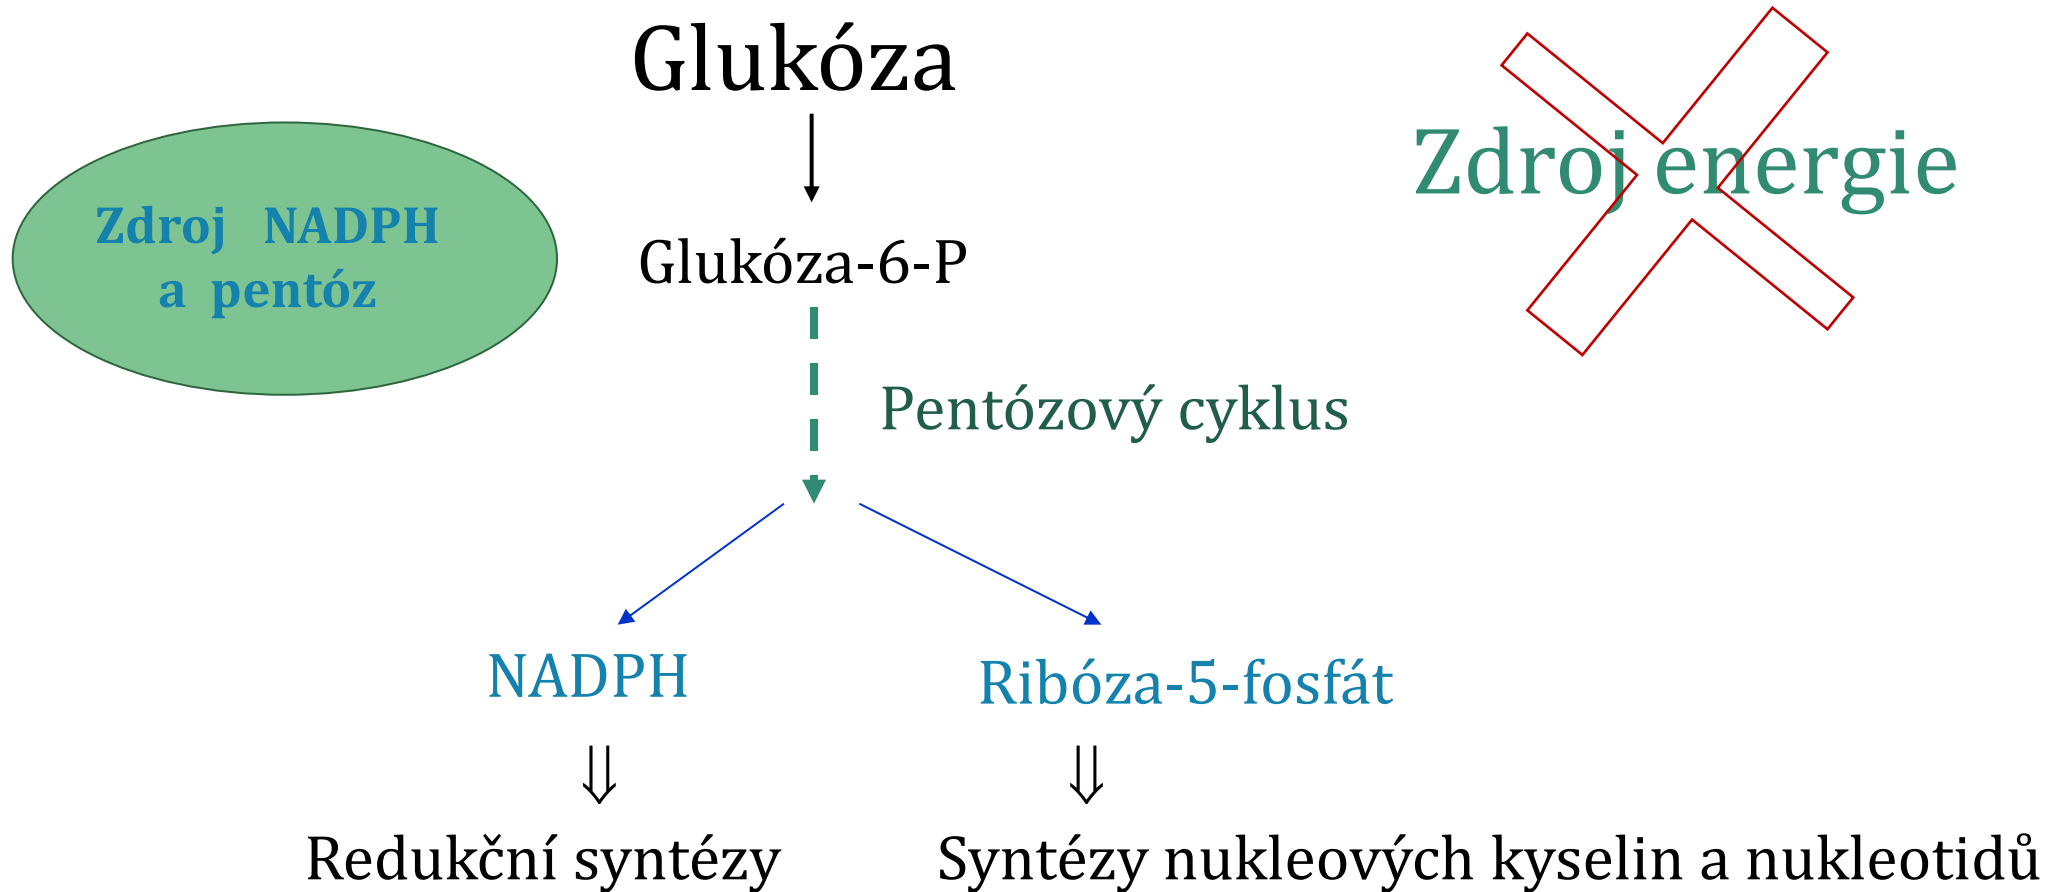 Glukóza
Zdroj energie
Zdroj NADPH
a pentóz
Glukóza-6-P
Pentózový cyklus
NADPH
Ribóza-5-fosfát
Redukční syntézy
Syntézy nukleových kyselin a nukleotidů